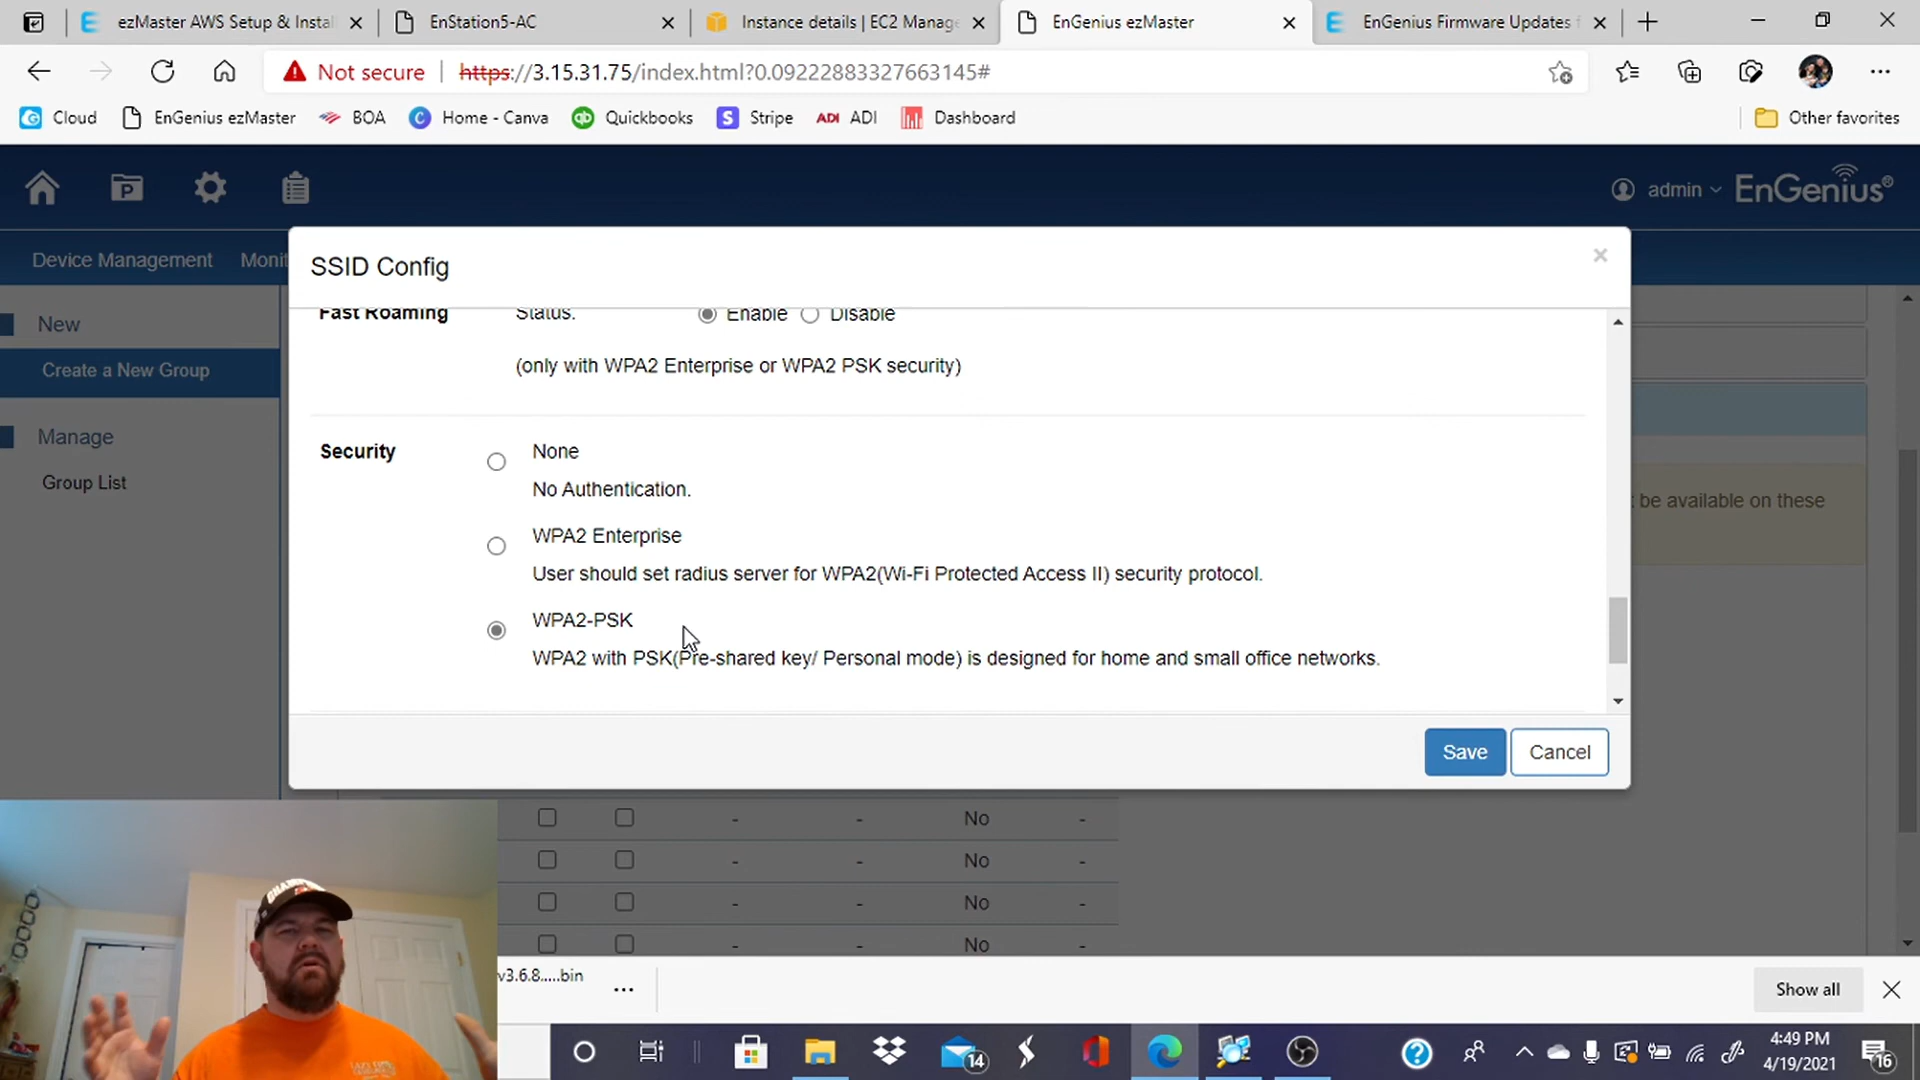 ezMaster AWS Setup & Instal
EnStation5-AC
Instance details | EC2 Manage
EnGenius ezMaster
EnGenius Firmware Updates f
Not secure
https://3.15.31.75/index.html?0.09222883327663145#
Cloud
EnGenius ezMaster
BOA
Home - Canva
Quickbooks
Stripe
ADI ADI
Dashboard
Other favorites
admin
EnGenius®
Device Management
Monit
SSID Config
New
Create a New Group
Manage
Group List
Fast Roaming
Status:
Enable
Disable
(only with WPA2 Enterprise or WPA2 PSK security)
Security
None
No Authentication.
WPA2 Enterprise
User should set radius server for WPA2(Wi-Fi Protected Access II) security protocol.
WPA2-PSK
WPA2 with PSK(Pre-shared key/ Personal mode) is designed for home and small office networks.
t be available on these
Save
Cancel
- - No -
- - No -
- - No -
- - No -
v3.6.8.....bin
Show all
14
4:49 PM
4/19/2021
16